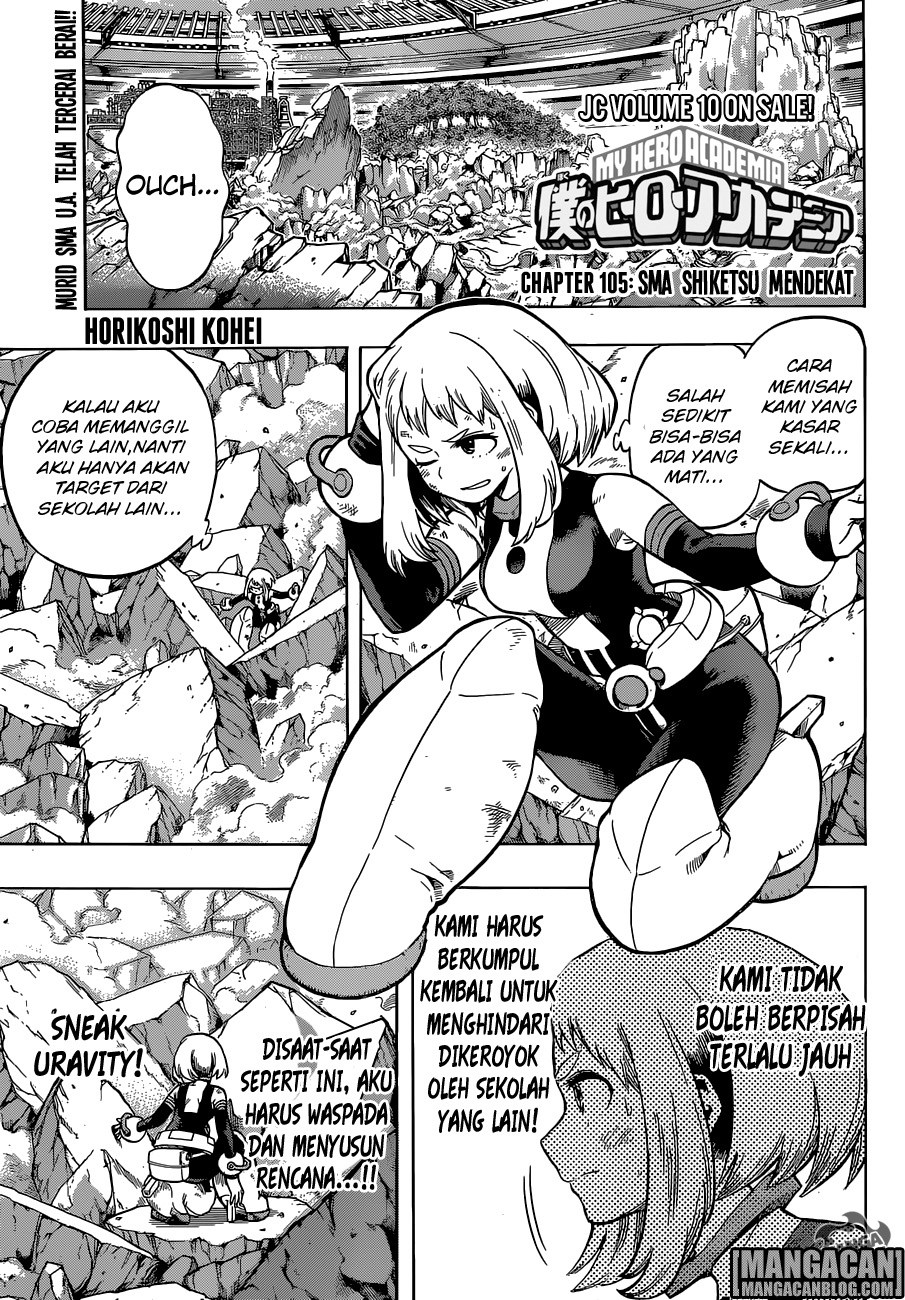 MURID SMA U.A. TELAH TERCERAI BERAI!!
OUCH...
JC VOLUME 10 ON SALE!
MY HERO ACADEMIA
僕のヒーローアカデミア
CHAPTER 105: SMA SHIKETSU MENDEKAT
HORIKOSHI KOHEI
CARA
MEMISAH
KAMI YANG
KASAR
SEKALI...
SALAH
SEDIKIT
BISA-BISA
ADA YANG
MATI...
KALAU AKU
COBA MEMANGGIL
YANG LAIN,NANTI
AKU HANYA AKAN
TARGET DARI
SEKOLAH LAIN...
KAMI TIDAK
BOLEH BERPISAH
TERLALU JAUH
KAMI HARUS
BERKUMPUL
KEMBALI UNTUK
MENGHINDARI
DIKEROYOK
OLEH SEKOLAH
YANG LAIN!
DISAAT-SAAT
SEPERTI INI, AKU
HARUS WASPADA
DAN MENYUSUN
RENCANA...!!
SNEAK
URAVITY!
MANGACAN
MANGACANBLOG.COM